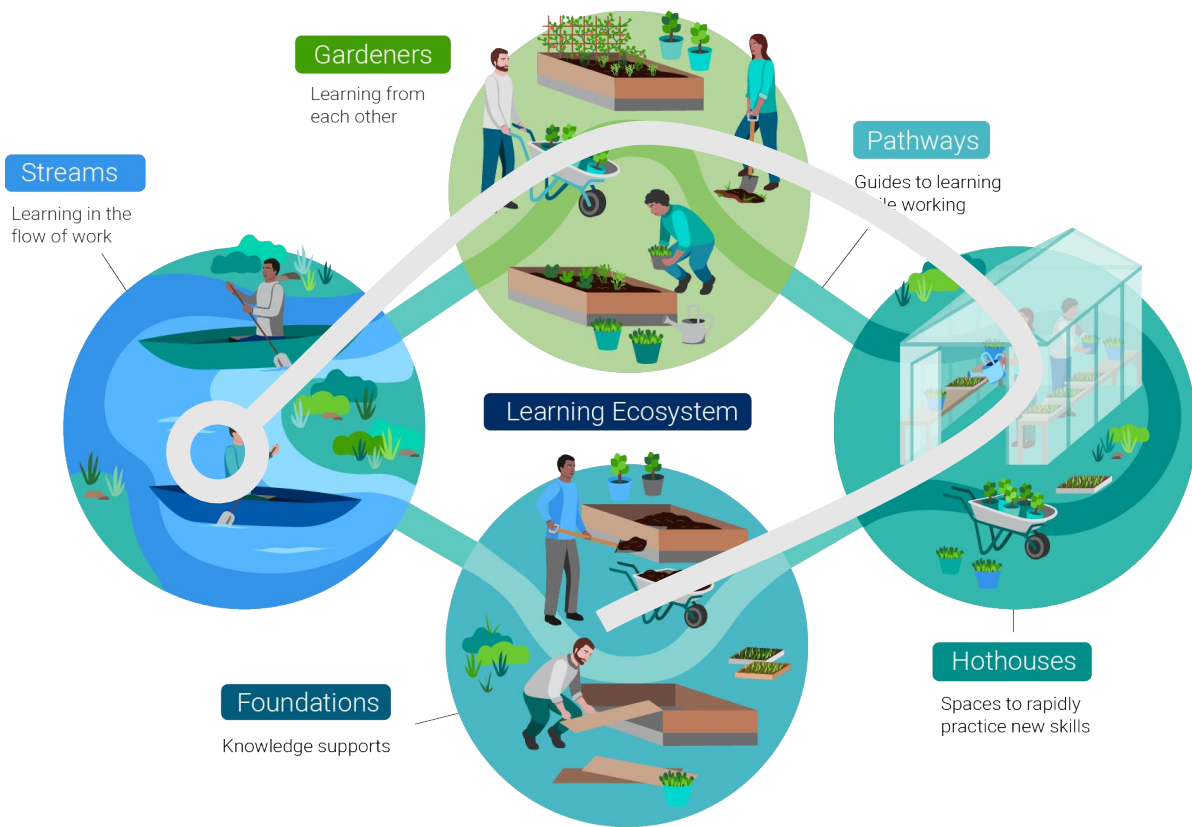 Gardeners
Learning from
each other
Streams
Learning in the
flow of work
Pathways
Guides to learning
working
Learning Ecosystem
Hothouses
Spaces to rapidly
practice new skills
Foundations
Knowledge supports